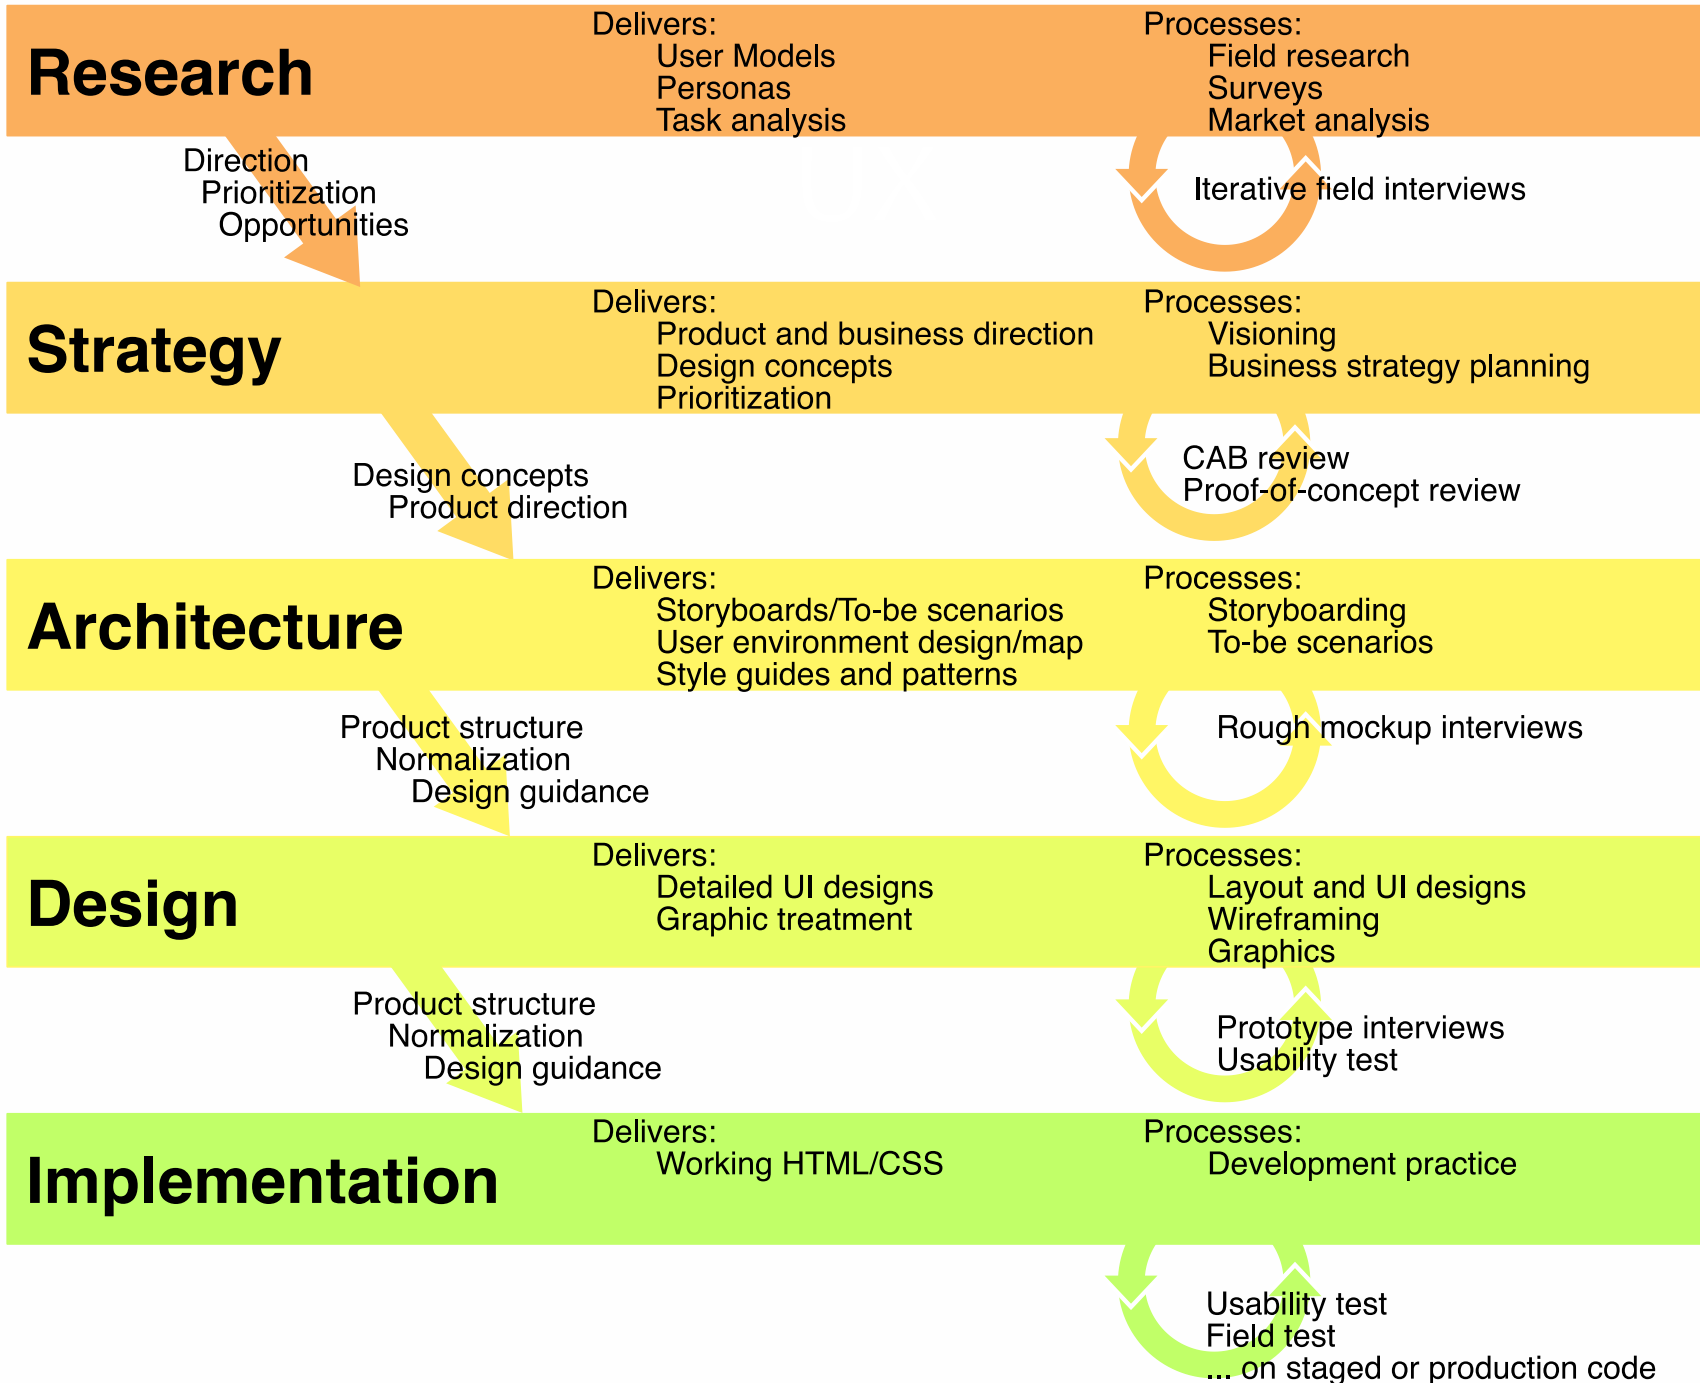 Research
Delivers:
User Models
Personas
Task analysis
Processes:
Field research
Surveys
Market analysis
Direction
Prioritization
Opportunities
Iterative field interviews
Strategy
Delivers:
Product and business direction
Design concepts
Prioritization
Processes:
Visioning
Business strategy planning
Design concepts
Product direction
CAB review
Proof-of-concept review
Architecture
Delivers:
Storyboards/To-be scenarios
User environment design/map
Style guides and patterns
Processes:
Storyboarding
To-be scenarios
Product structure
Normalization
Design guidance
Rough mockup interviews
Design
Delivers:
Detailed UI designs
Graphic treatment
Processes:
Layout and UI designs
Wireframing
Graphics
Product structure
Normalization
Design guidance
Prototype interviews
Usability test
Implementation
Delivers:
Working HTML/CSS
Processes:
Development practice
Usability test
Field test
... on staged or production code